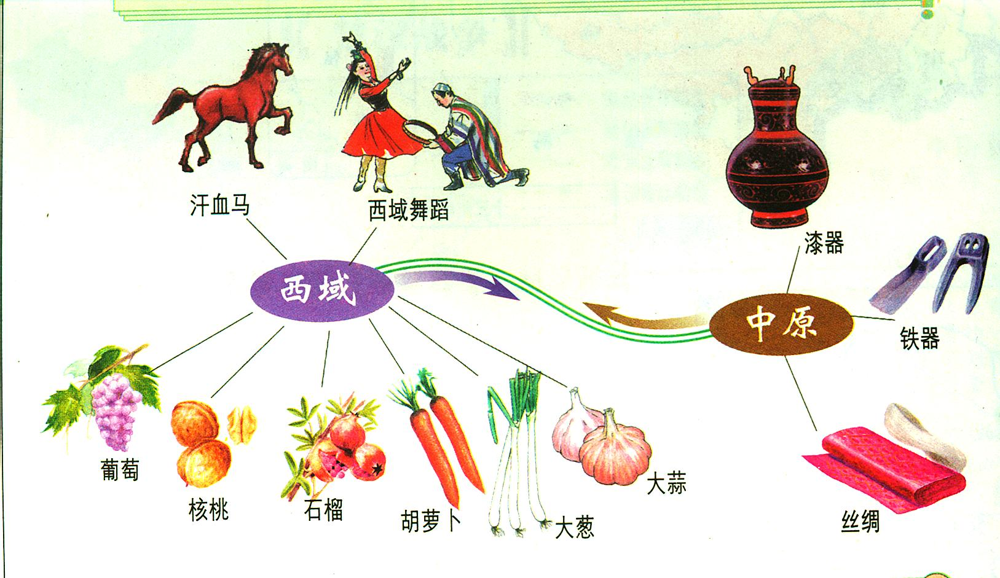 汗血马
西域舞蹈
漆器
西域
中原
铁器
葡萄
核桃
石榴
胡萝卜
大葱
大蒜
丝绸